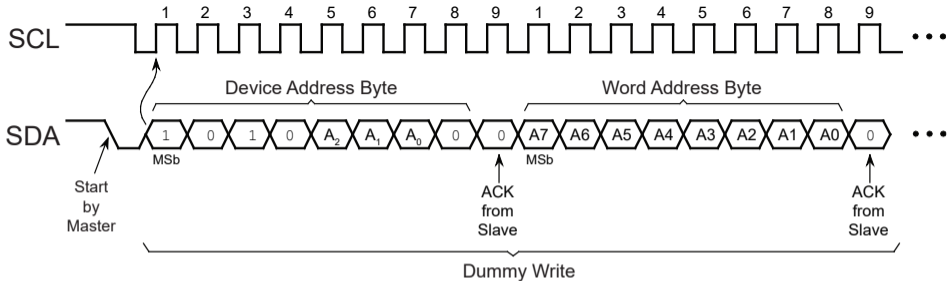 1 2 3 4 5 6 7 8 9 1 2 3 4 5 6 7 8 9
SCL
Device Address Byte Word Address Byte
SDA 1 0 1 0 A2 A1 A0 0 0 A7 A6 A5 A4 A3 A2 A1 A0 0
MSb MSb
Start
by
Master
ACK
from
Slave
ACK
from
Slave
Dummy Write